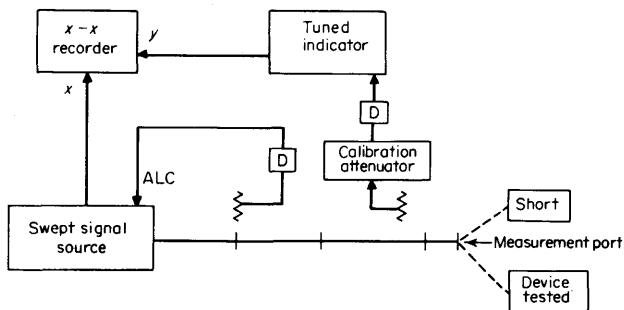 x – x
recorder
y
Tuned
indicator
x
D
D
Calibration
attenuator
ALC
Swept signal
source
Short
Measurement port
Device
tested